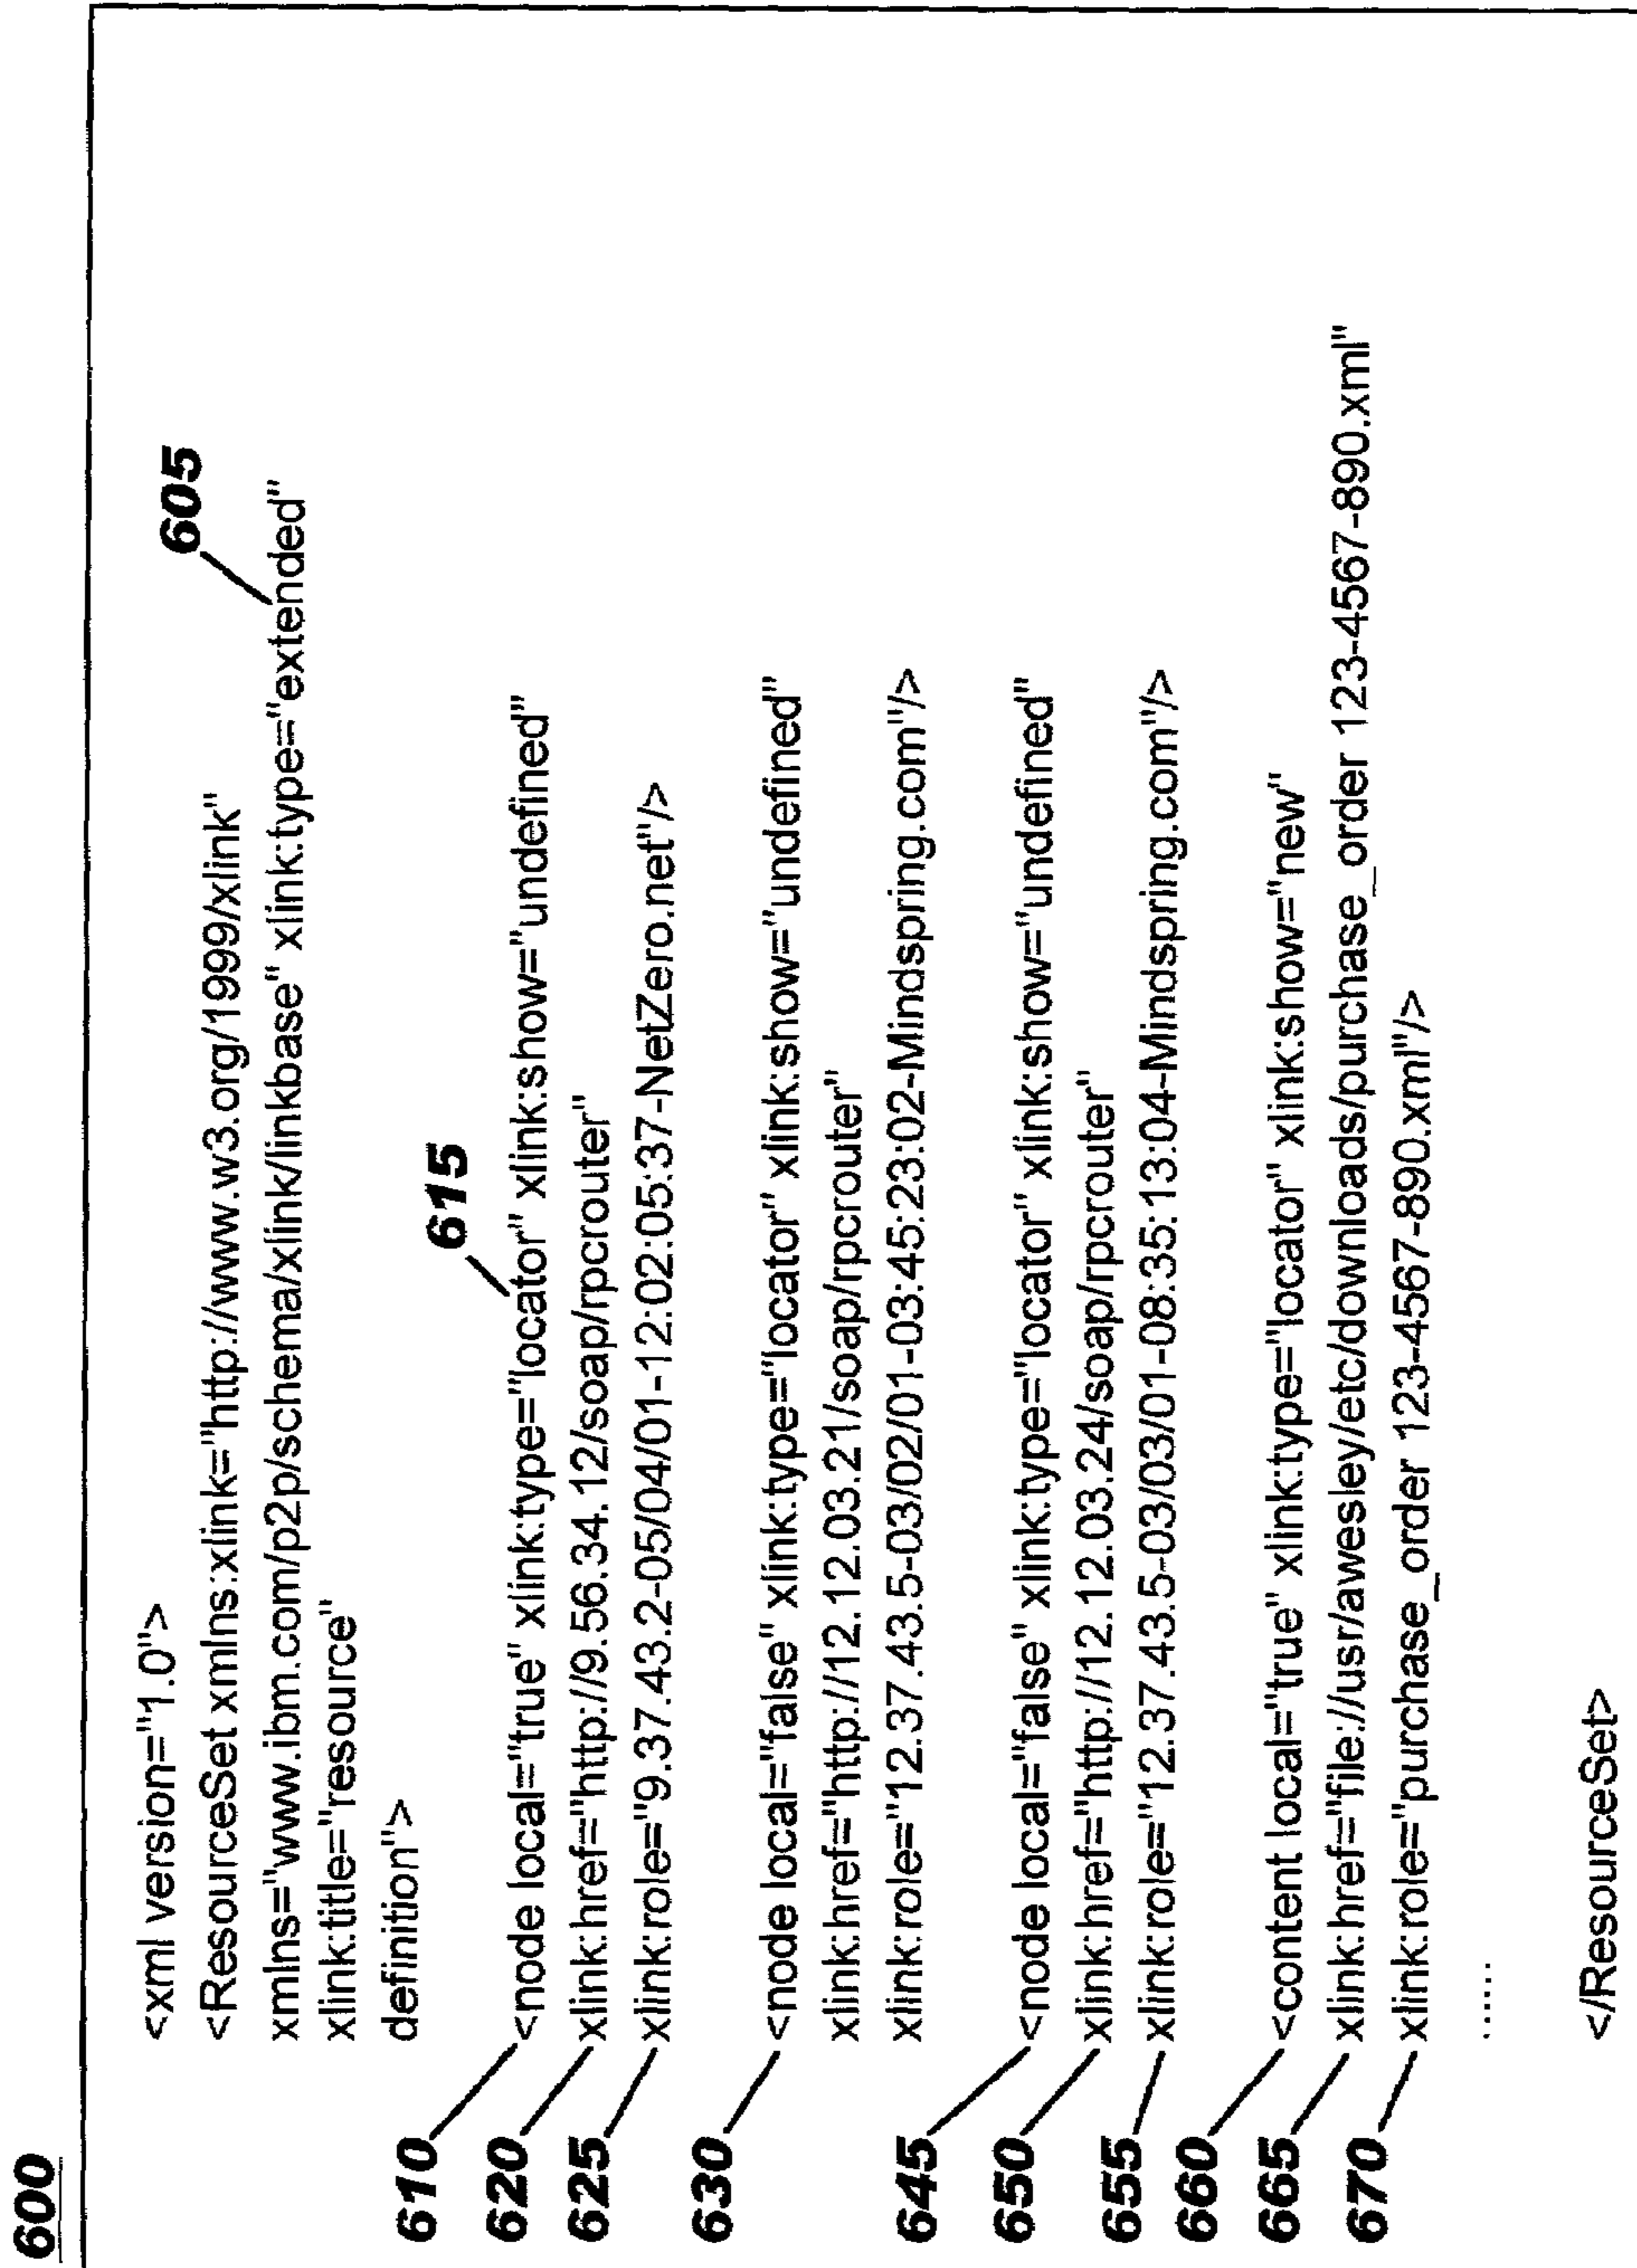 600
<xml version="1.0">
<ResourceSet xmlns:xlink="http://www.w3.org/1999/xlink"
605
xmlns="www.ibm.com/p2p/schema/xlink/linkbase" xlink:type="extended"
xlink:title="resource"
definition">
615
610 <node local="true" xlink:type="locator" xlink:show="undefined"
620 xlink:href="http://9.56.34.12/soap/rpcrouter"
625 xlink:role="9.37.43.2-05/04/01-12:02:05:37-NetZero.net"/>
630 <node local="false" xlink:type="locator" xlink:show="undefined"
xlink:href="http://12.12.03.21/soap/rpcrouter"
xlink:role="12.37.43.5-03/02/01-03:45:23:02-Mindspring.com"/>
645 <node local="false" xlink:type="locator" xlink:show="undefined"
650 xlink:href="http://12.12.03.24/soap/rpcrouter"
655 xlink:role="12.37.43.5-03/03/01-08:35:13:04-Mindspring.com"/>
660 <content local="true" xlink:type="locator" xlink:show="new"
665 xlink:href="file://usr/awesley/etc/downloads/purchase_order 123-4567-890.xml"
670 xlink:role="purchase_order 123-4567-890.xml"/>
.....
</ResourceSet>